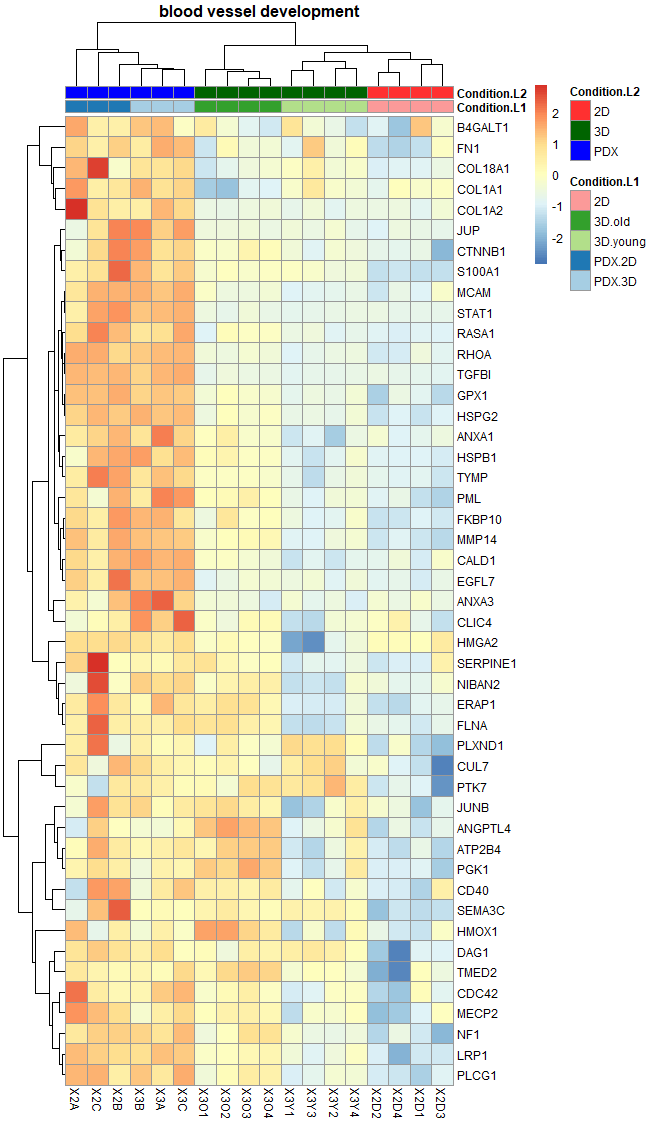 blood vessel development
Condition.L2
Condition.L1
B4GALT1
FN1
COL18A1
COL1A1
COL1A2
JUP
CTNNB1
S100A1
MCAM
STAT1
RASA1
RHOA
TGFBI
GPX1
HSPG2
ANXA1
HSPB1
TYMP
PML
FKBP10
MMP14
CALD1
EGFL7
ANXA3
CLIC4
HMGA2
SERPINE1
NIBAN2
ERAP1
FLNA
PLXND1
CUL7
PTK7
JUNB
ANGPTL4
ATP2B4
PGK1
CD40
SEMA3C
HMOX1
DAG1
TMED2
CDC42
MECP2
NF1
LRP1
PLCG1
X2A
X2C
X2B
X3B
X3A
X3C
X3O1
X3O2
X3O3
X3O4
X3Y1
X3Y3
X3Y2
X3Y4
X2D2
X2D4
X2D1
X2D3
2
1
0
-1
-2
Condition.L2
2D
3D
PDX
Condition.L1
2D
3D.old
3D.young
PDX.2D
PDX.3D